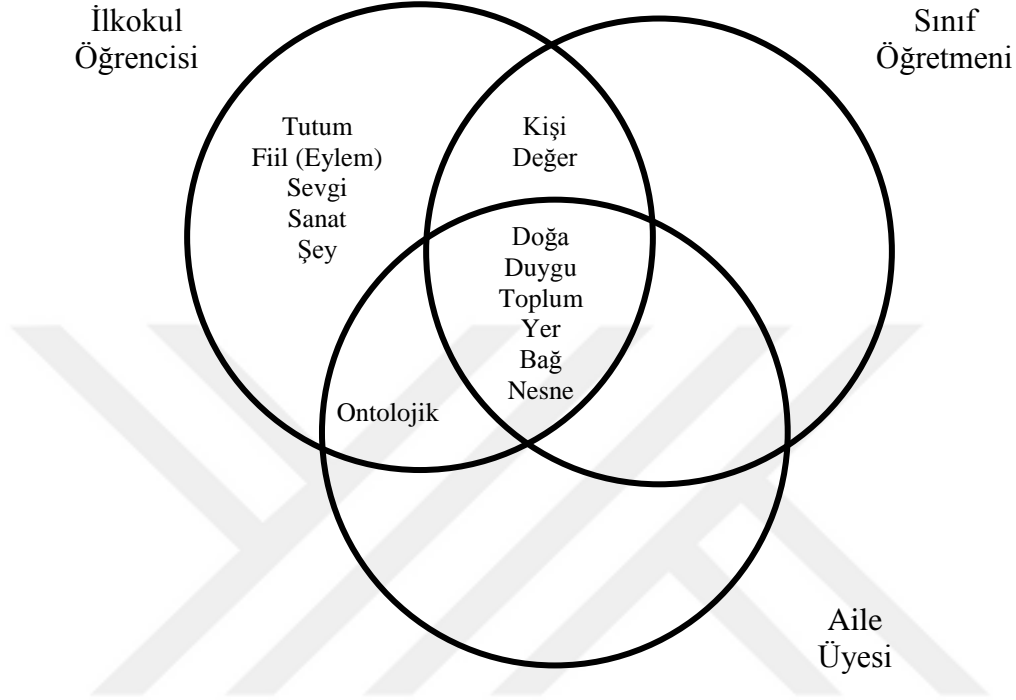 İlkokul
Öğrencisi
Sınıf
Öğretmeni
Tutum
Fiil (Eylem)
Sevgi
Sanat
Şey
Kişi
Değer
Doğa
Duygu
Toplum
Yer
Bağ
Nesne
Ontolojik
Aile
Üyesi